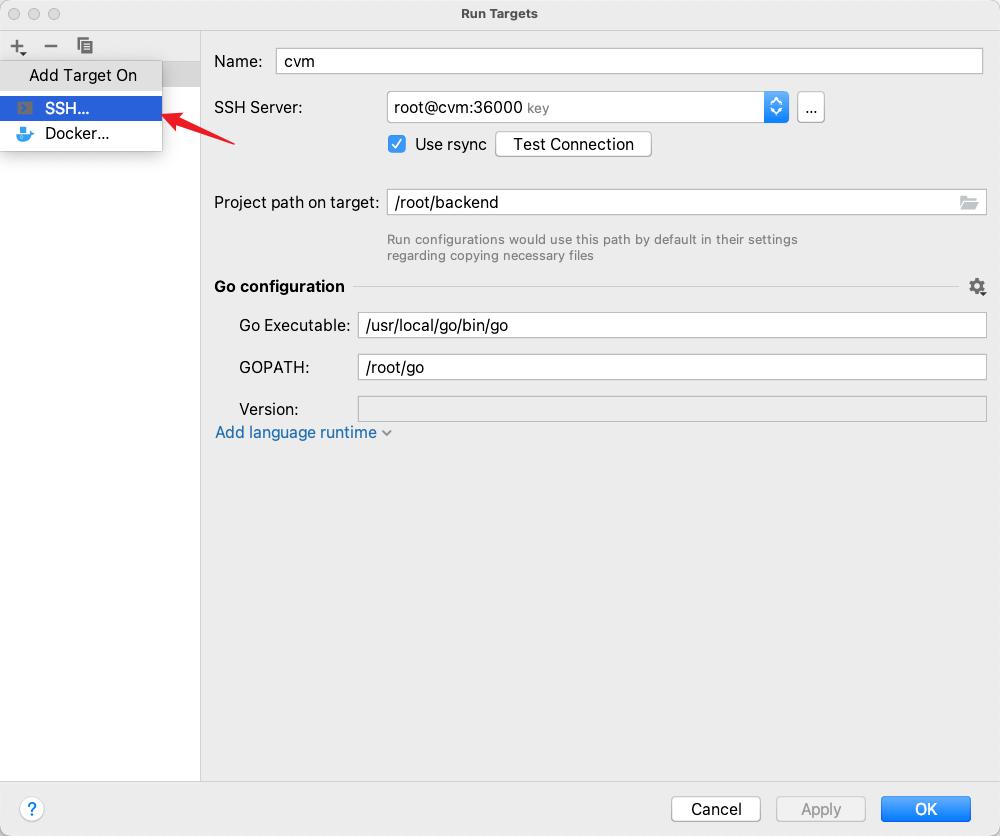 Run Targets
Add Target On
SSH...
Docker...
Name: cvm
SSH Server: root@cvm:36000 key ...
Use rsync Test Connection
Project path on target: /root/backend
Run configurations would use this path by default in their settings
regarding copying necessary files
Go configuration
Go Executable: /usr/local/go/bin/go
GOPATH: /root/go
Version:
Add language runtime
? Cancel Apply OK